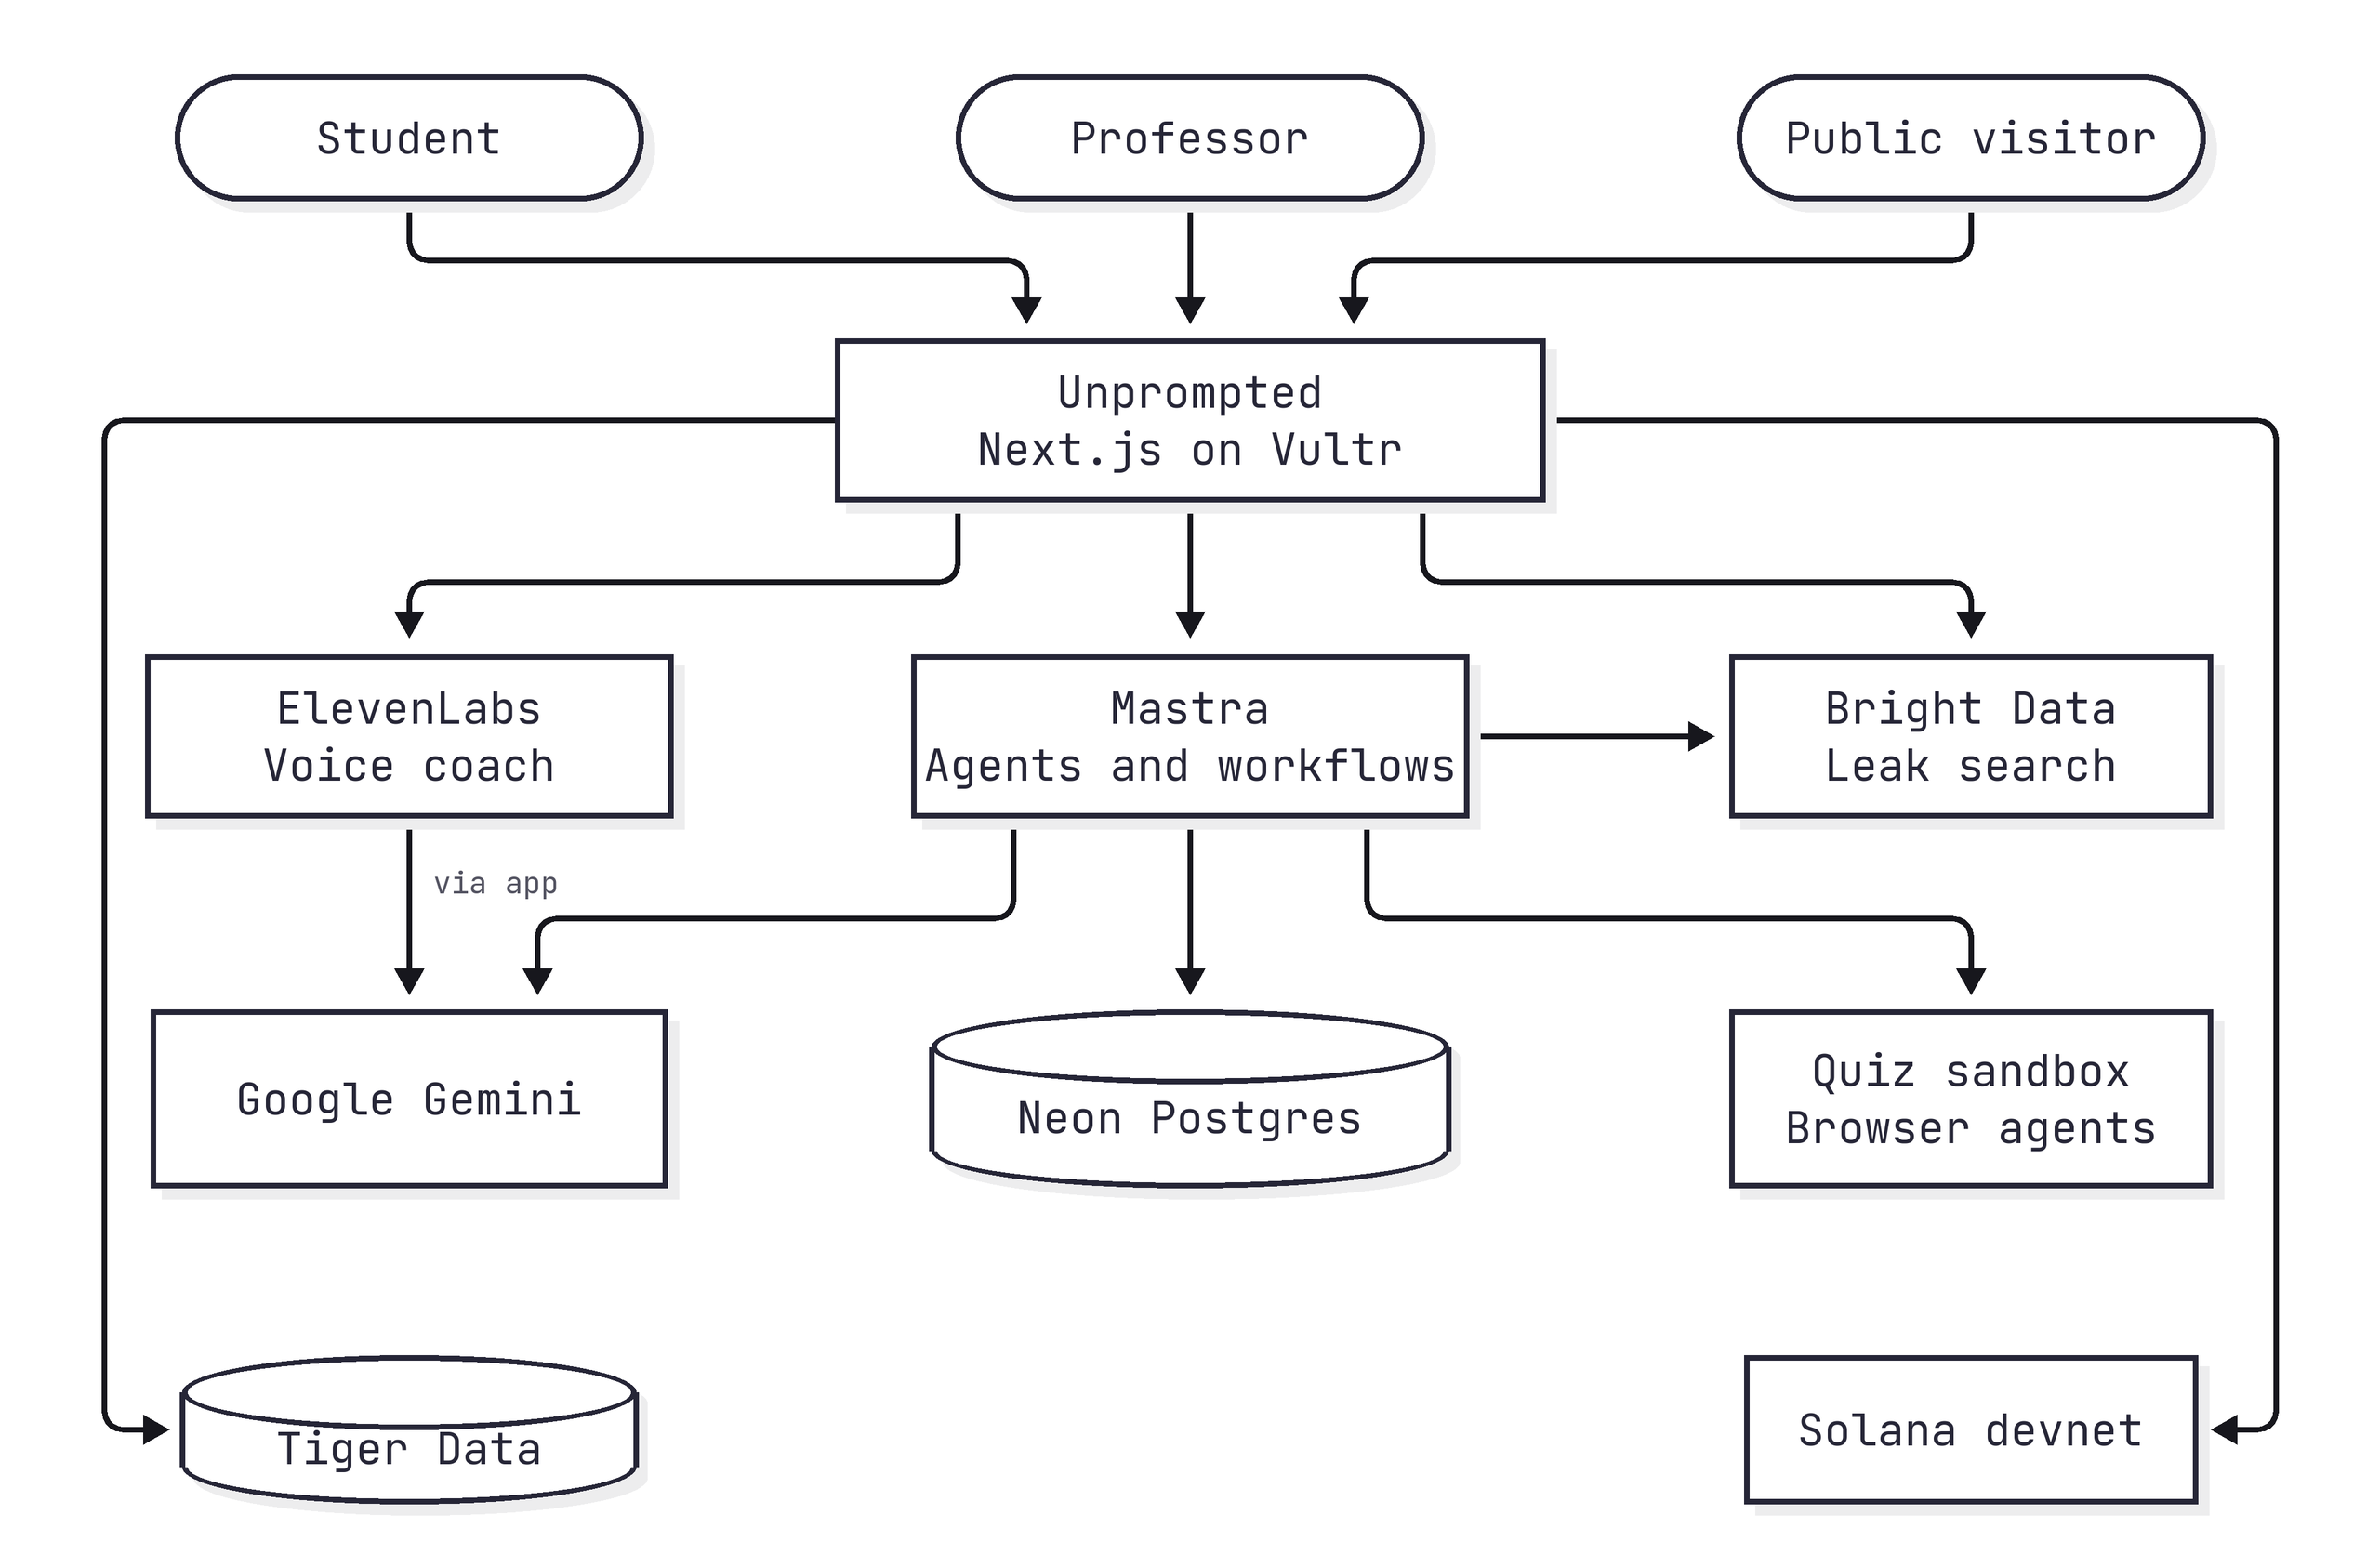 Student
Professor
Public visitor
Unprompted
Next.js on Vultr
ElevenLabs
Voice coach
Mastra
Agents and workflows
Bright Data
Leak search
via app
Google Gemini
Neon Postgres
Quiz sandbox
Browser agents
Tiger Data
Solana devnet